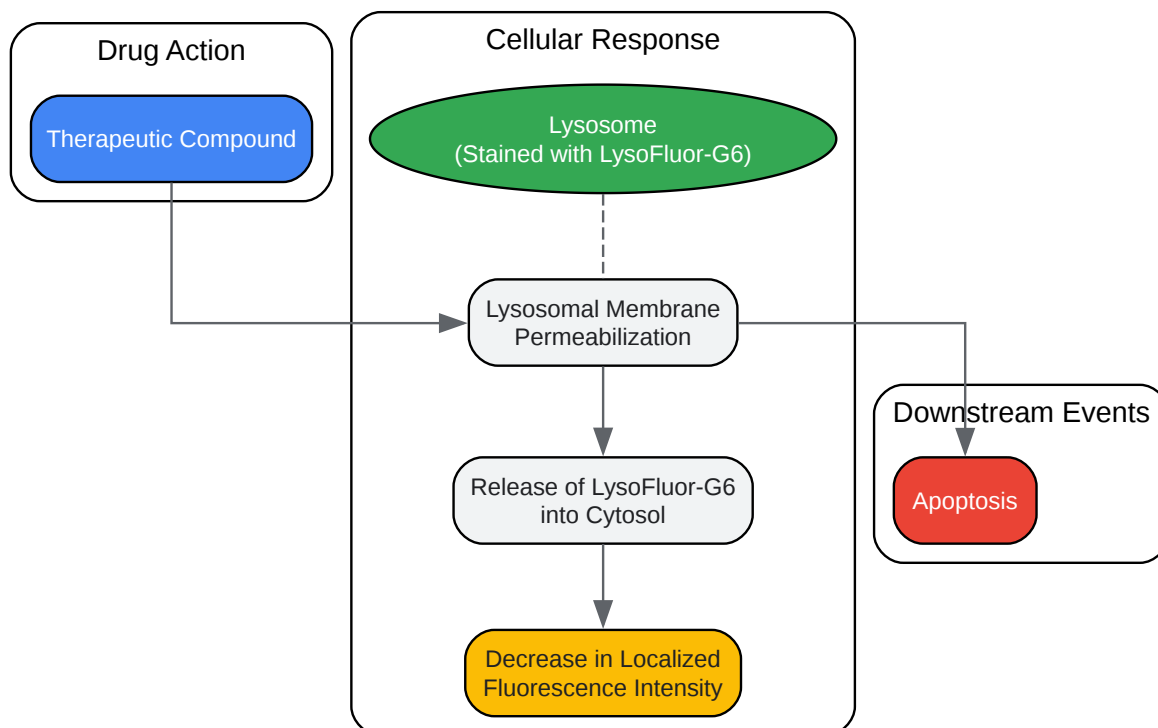 Drug Action
Therapeutic Compound
Cellular Response
Lysosome
(Stained with LysoFluor-G6)
Lysosomal Membrane
Permeabilization
Release of LysoFluor-G6
into Cytosol
Decrease in Localized
Fluorescence Intensity
Downstream Events
Apoptosis